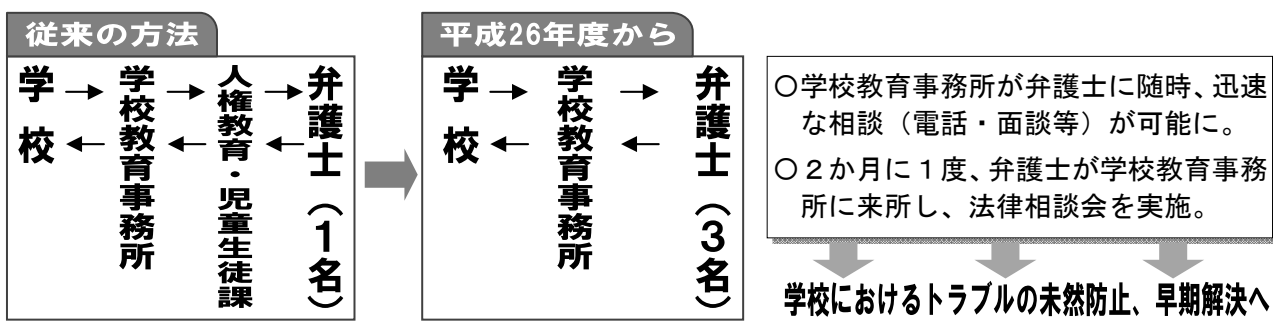 従来の方法
学校
→
←
学校教育事務所
→
←
人権教育・児童生徒課
→
←
弁護士(1名)
平成26年度から
学校
→
←
学校教育事務所
→
←
弁護士(3名)
○学校教育事務所が弁護士に随時、迅速
な相談(電話・面談等)が可能に。
○2か月に1度、弁護士が学校教育事務
所に来所し、法律相談会を実施。
学校におけるトラブルの未然防止、早期解決へ